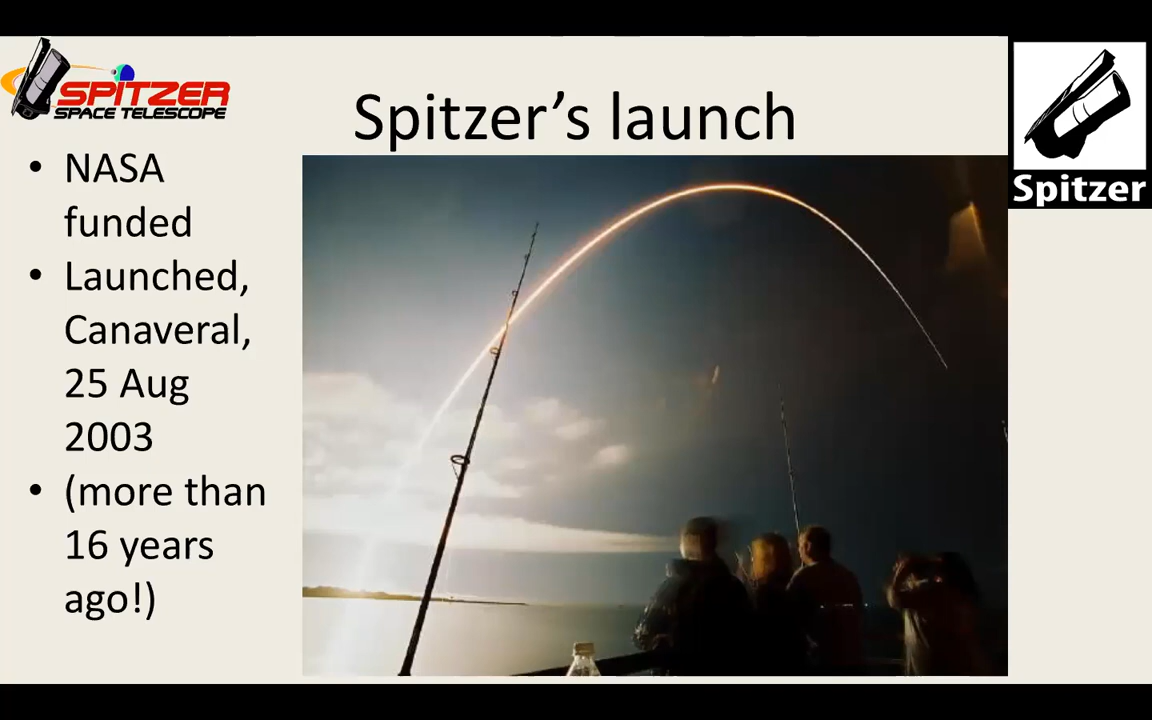 SPITZER
SPACE TELESCOPE
Spitzer’s launch
Spitzer
• NASA
funded
• Launched,
Canaveral,
25 Aug
2003
• (more than
16 years
ago!)